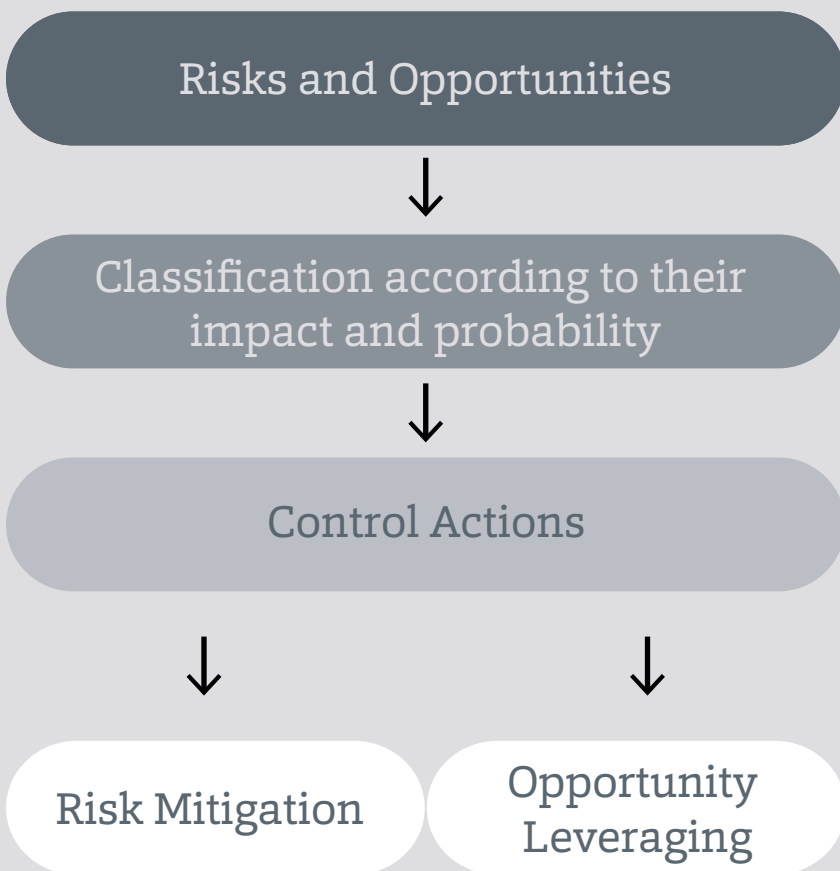 Risks and Opportunities
Classification according to their
impact and probability
Control Actions
Risk Mitigation
Opportunity
Leveraging